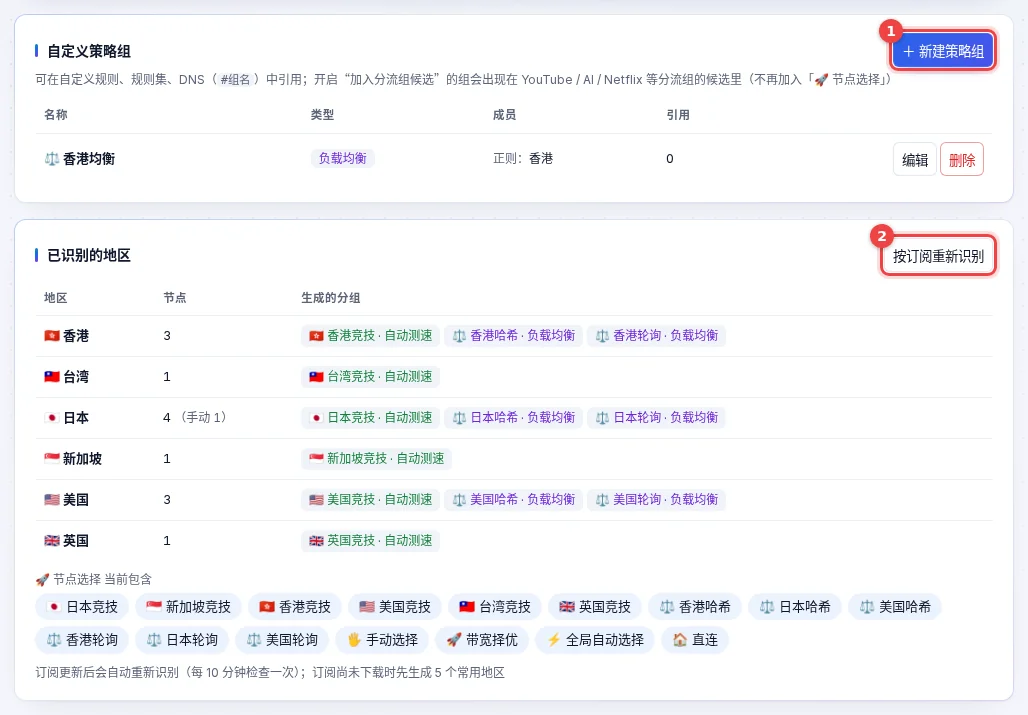 自定义策略组
1
＋ 新建策略组
可在自定义规则、规则集、DNS（ #组名 ）中引用；开启“加入分流组候选”的组会出现在 YouTube / AI / Netflix 等分流组的候选里（不再加入「🚀 节点选择」）
名称 类型 成员 引用
⚖️ 香港均衡 负载均衡 正则：香港 0 编辑 删除
已识别的地区
2
按订阅重新识别
地区 节点 生成的分组
🇭🇰 香港 3 🇭🇰 香港竞技 · 自动测速 ⚖️ 香港哈希 · 负载均衡 ⚖️ 香港轮询 · 负载均衡
🇹🇼 台湾 1 🇹🇼 台湾竞技 · 自动测速
🇯🇵 日本 4 （手动 1） 🇯🇵 日本竞技 · 自动测速 ⚖️ 日本哈希 · 负载均衡 ⚖️ 日本轮询 · 负载均衡
🇸🇬 新加坡 1 🇸🇬 新加坡竞技 · 自动测速
🇺🇸 美国 3 🇺🇸 美国竞技 · 自动测速 ⚖️ 美国哈希 · 负载均衡 ⚖️ 美国轮询 · 负载均衡
🇬🇧 英国 1 🇬🇧 英国竞技 · 自动测速
🚀 节点选择 当前包含
🇯🇵 日本竞技 🇸🇬 新加坡竞技 🇭🇰 香港竞技 🇺🇸 美国竞技 🇹🇼 台湾竞技 🇬🇧 英国竞技 ⚖️ 香港哈希 ⚖️ 日本哈希 ⚖️ 美国哈希
⚖️ 香港轮询 ⚖️ 日本轮询 ⚖️ 美国轮询 🖐️ 手动选择 🚀 带宽择优 ⚡ 全局自动选择 🏠 直连
订阅更新后会自动重新识别（每 10 分钟检查一次）；订阅尚未下载时先生成 5 个常用地区